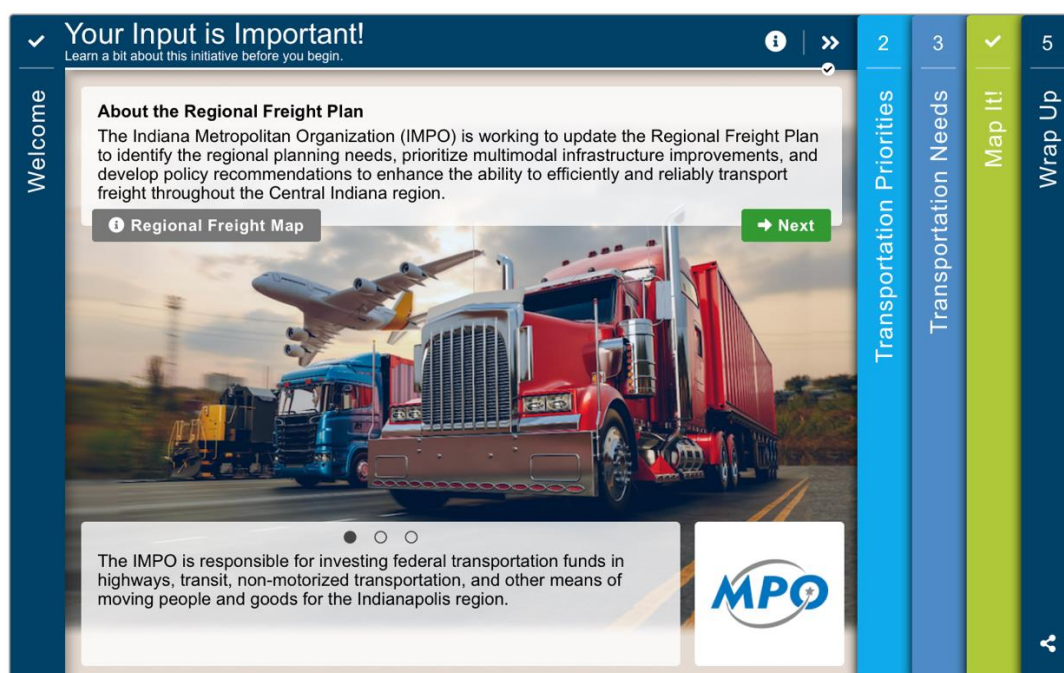 Your Input is Important!
Learn a bit about this initiative before you begin.
Welcome
About the Regional Freight Plan
The Indiana Metropolitan Organization (IMPO) is working to update the Regional Freight Plan
to identify the regional planning needs, prioritize multimodal infrastructure improvements, and
develop policy recommendations to enhance the ability to efficiently and reliably transport
freight throughout the Central Indiana region.
Regional Freight Map
Next
The IMPO is responsible for investing federal transportation funds in
highways, transit, non-motorized transportation, and other means of
moving people and goods for the Indianapolis region.
MPO
2
Transportation Priorities
3
Transportation Needs
Map It!
5
Wrap Up